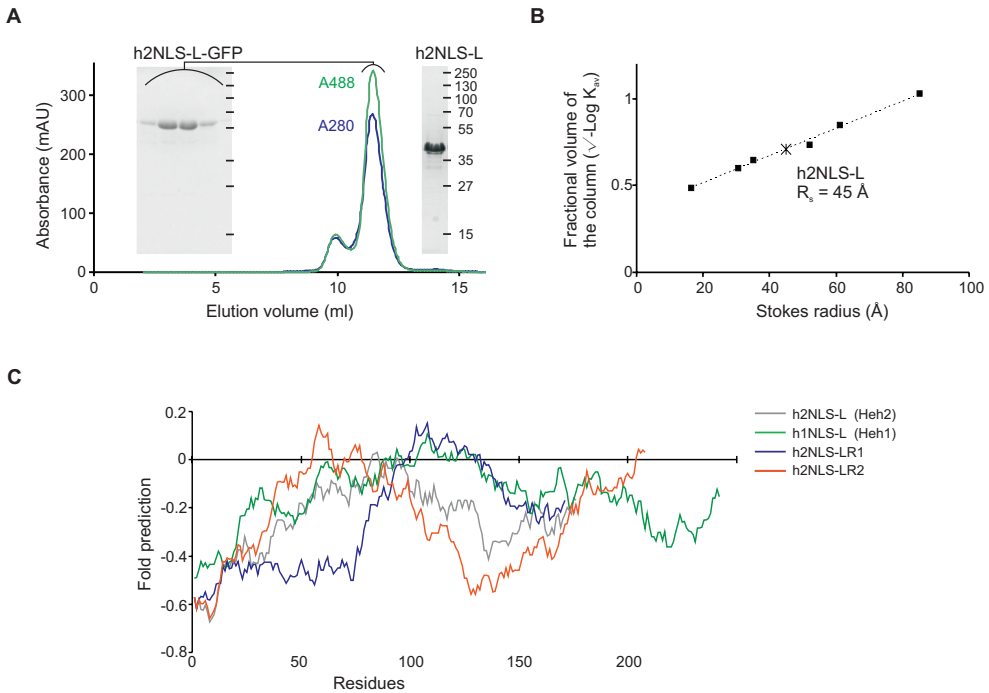 A
h2NLS-L-GFP
h2NLS-L
A488
A280
250
130
100
70
55
35
27
15
Absorbance (mAU)
300
200
100
0
0
5
10
15
Elution volume (ml)
B
Fractional volume of
the column (√-Log Kav)
1
0.5
0
h2NLS-L
Rs = 45 Å
20
40
60
80
100
Stokes radius (Å)
C
Fold prediction
0.2
0
-0.2
-0.4
-0.6
-0.8
0
50
100
150
200
Residues
h2NLS-L (Heh2)
h1NLS-L (Heh1)
h2NLS-LR1
h2NLS-LR2